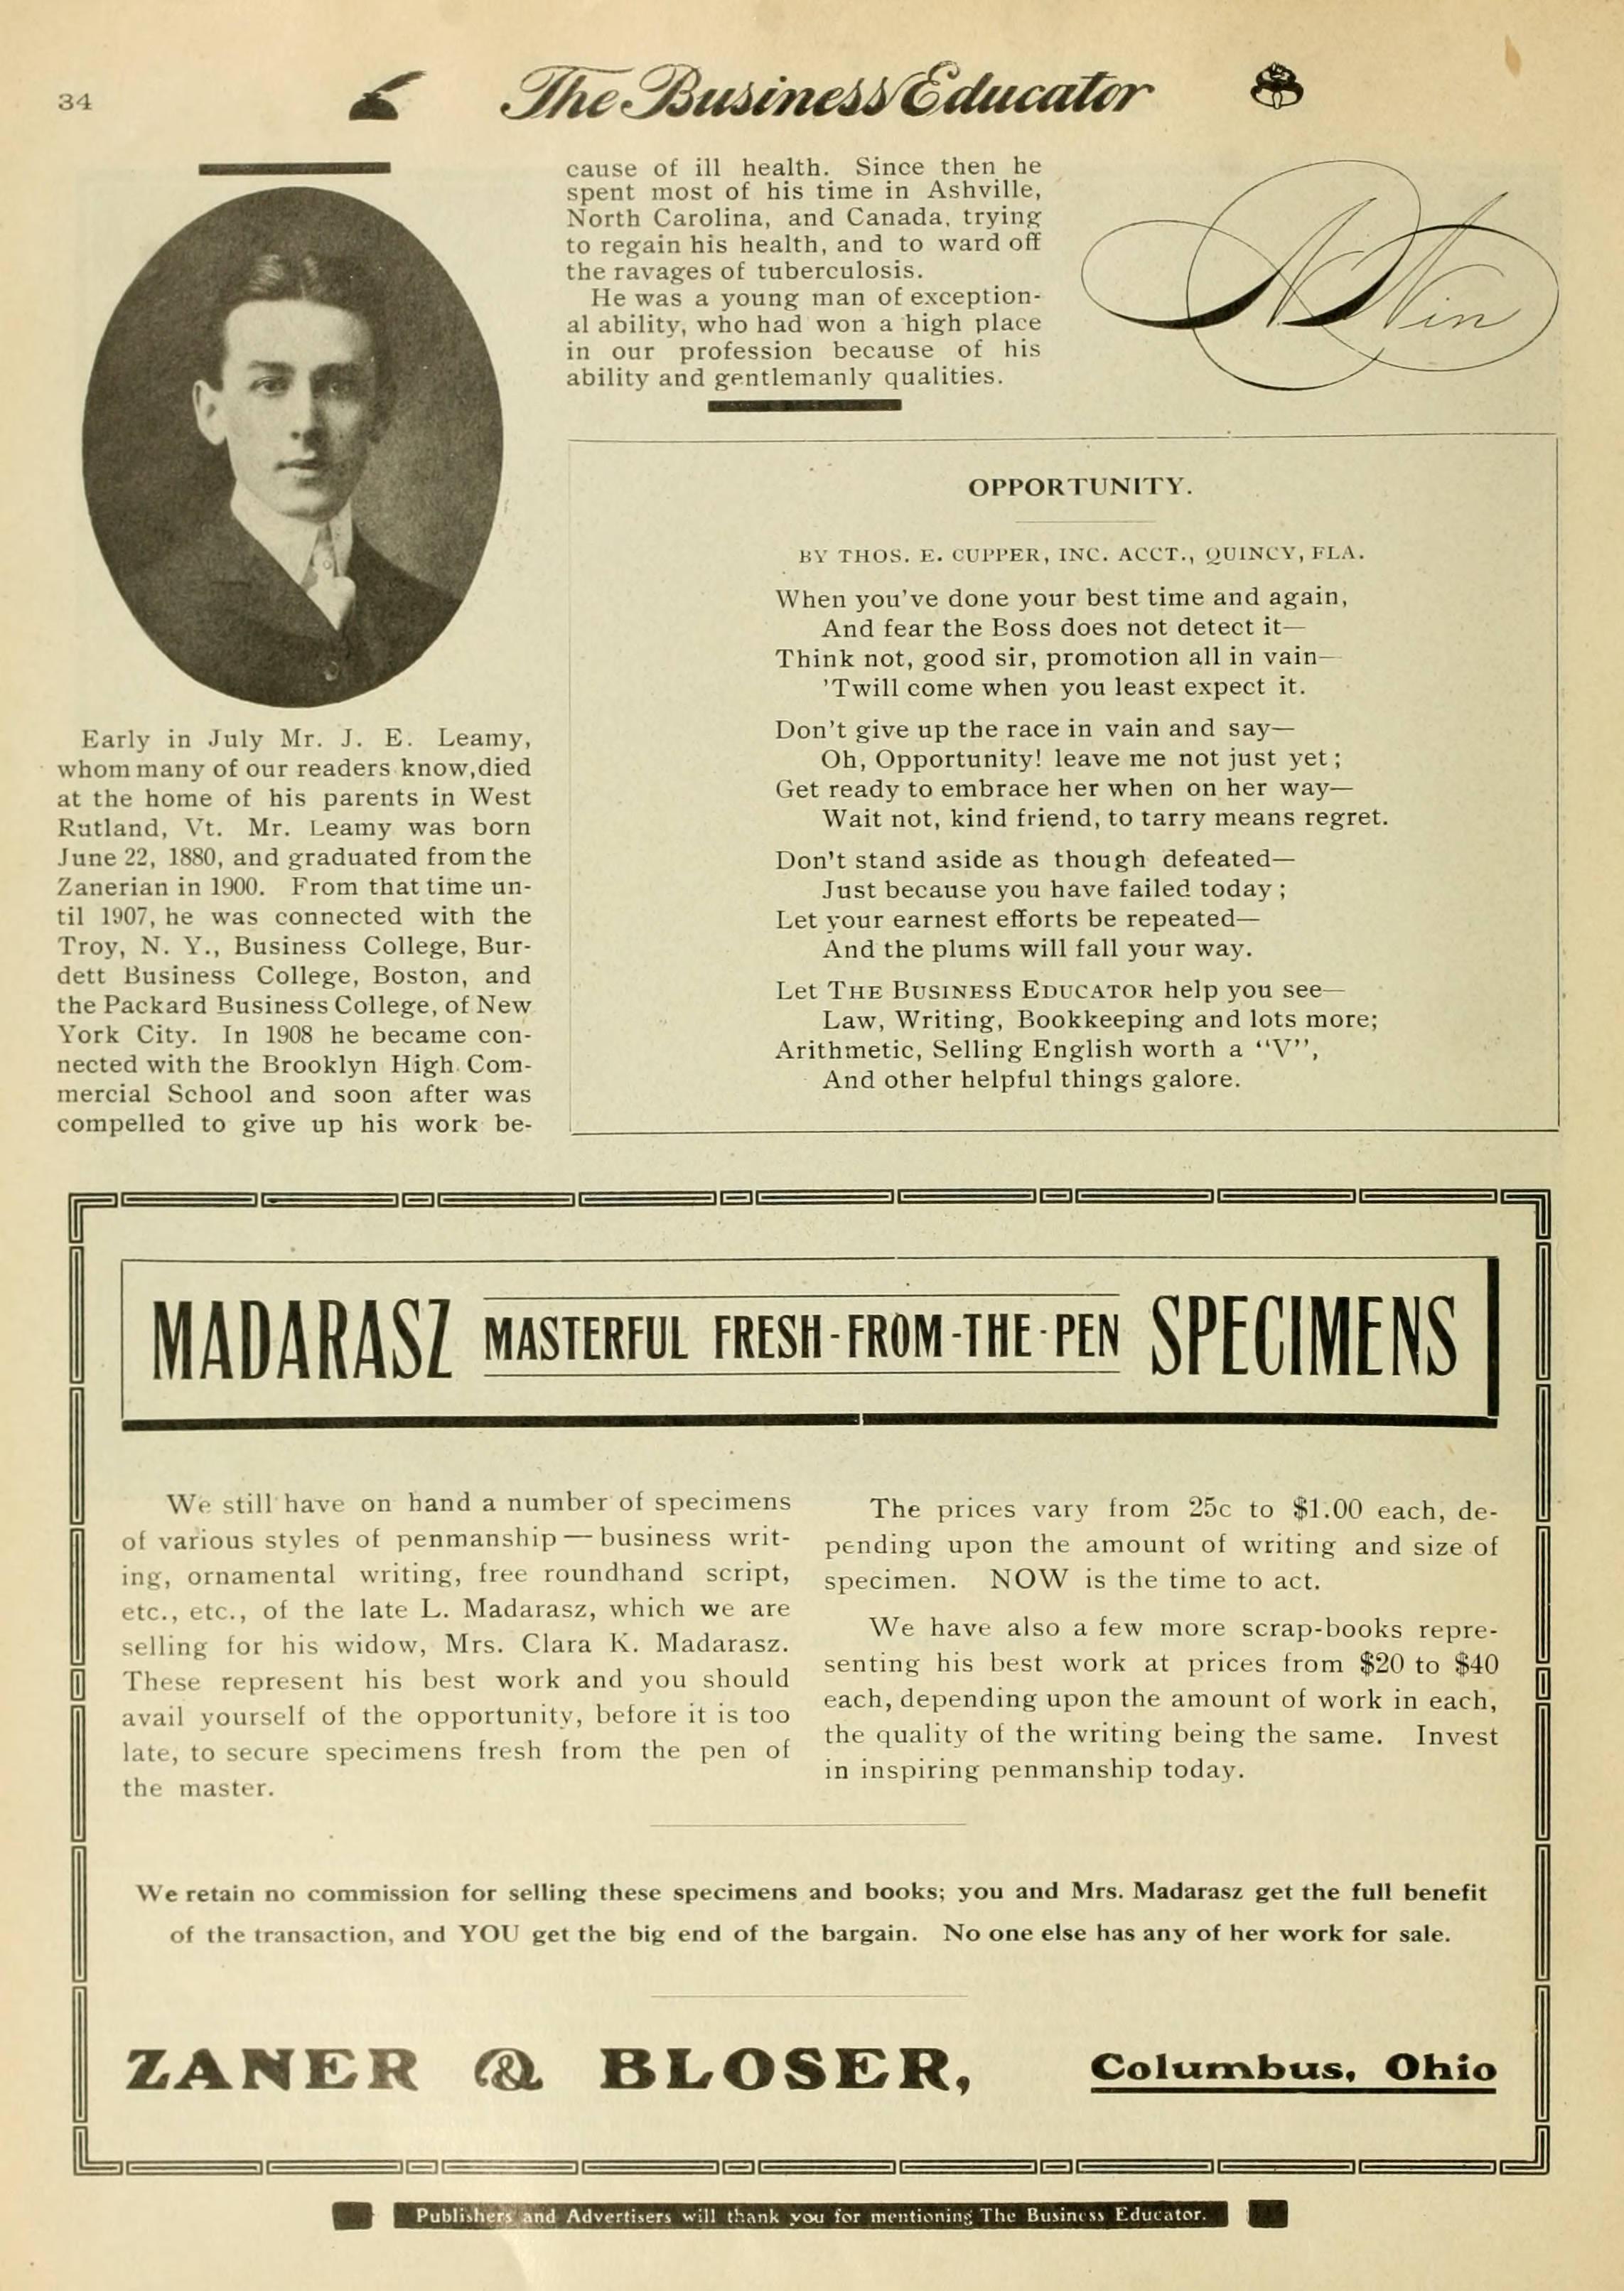 34
The Business Educator
Early in July Mr. J. E. Leamy,
whom many of our readers know, died
at the home of his parents in West
Rutland, Vt. Mr. Leamy was born
June 22, 1880, and graduated from the
Zanerian in 1900. From that time un-
til 1907, he was connected with the
Troy, N. Y., Business College, Bur-
dett Business College, Boston, and
the Packard Business College, of New
York City. In 1908 he became con-
nected with the Brooklyn High Com-
mercial School and soon after was
compelled to give up his work be-
cause of ill health. Since then he
spent most of his time in Ashville,
North Carolina, and Canada, trying
to regain his health, and to ward off
the ravages of tuberculosis.
He was a young man of exception-
al ability, who had won a high place
in our profession because of his
ability and gentlemanly qualities.
OPPORTUNITY.
BY THOS. E. CUPPER, INC. ACCT., QUINCY, FLA.
When you've done your best time and again,
And fear the Boss does not detect it—
Think not, good sir, promotion all in vain—
'Twill come when you least expect it.
Don't give up the race in vain and say—
Oh, Opportunity! leave me not just yet;
Get ready to embrace her when on her way—
Wait not, kind friend, to tarry means regret.
Don't stand aside as though defeated—
Just because you have failed today;
Let your earnest efforts be repeated—
And the plums will fall your way.
Let THE BUSINESS EDUCATOR help you see—
Law, Writing, Bookkeeping and lots more;
Arithmetic, Selling English worth a "V",
And other helpful things galore.
MADARASZ MASTERFUL FRESH-FROM-THE-PEN SPECIMENS
We still have on hand a number of specimens
of various styles of penmanship — business writ-
ing, ornamental writing, free roundhand script,
etc., etc., of the late L. Madarasz, which we are
selling for his widow, Mrs. Clara K. Madarasz.
These represent his best work and you should
avail yourself of the opportunity, before it is too
late, to secure specimens fresh from the pen of
the master.
The prices vary from 25c to $1.00 each, de-
pending upon the amount of writing and size of
specimen. NOW is the time to act.
We have also a few more scrap-books repre-
senting his best work at prices from $20 to $40
each, depending upon the amount of work in each,
the quality of the writing being the same. Invest
in inspiring penmanship today.
We retain no commission for selling these specimens and books; you and Mrs. Madarasz get the full benefit
of the transaction, and YOU get the big end of the bargain. No one else has any of her work for sale.
ZANER & BLOSER, Columbus, Ohio
Publishers and Advertisers will thank you for mentioning The Business Educator.